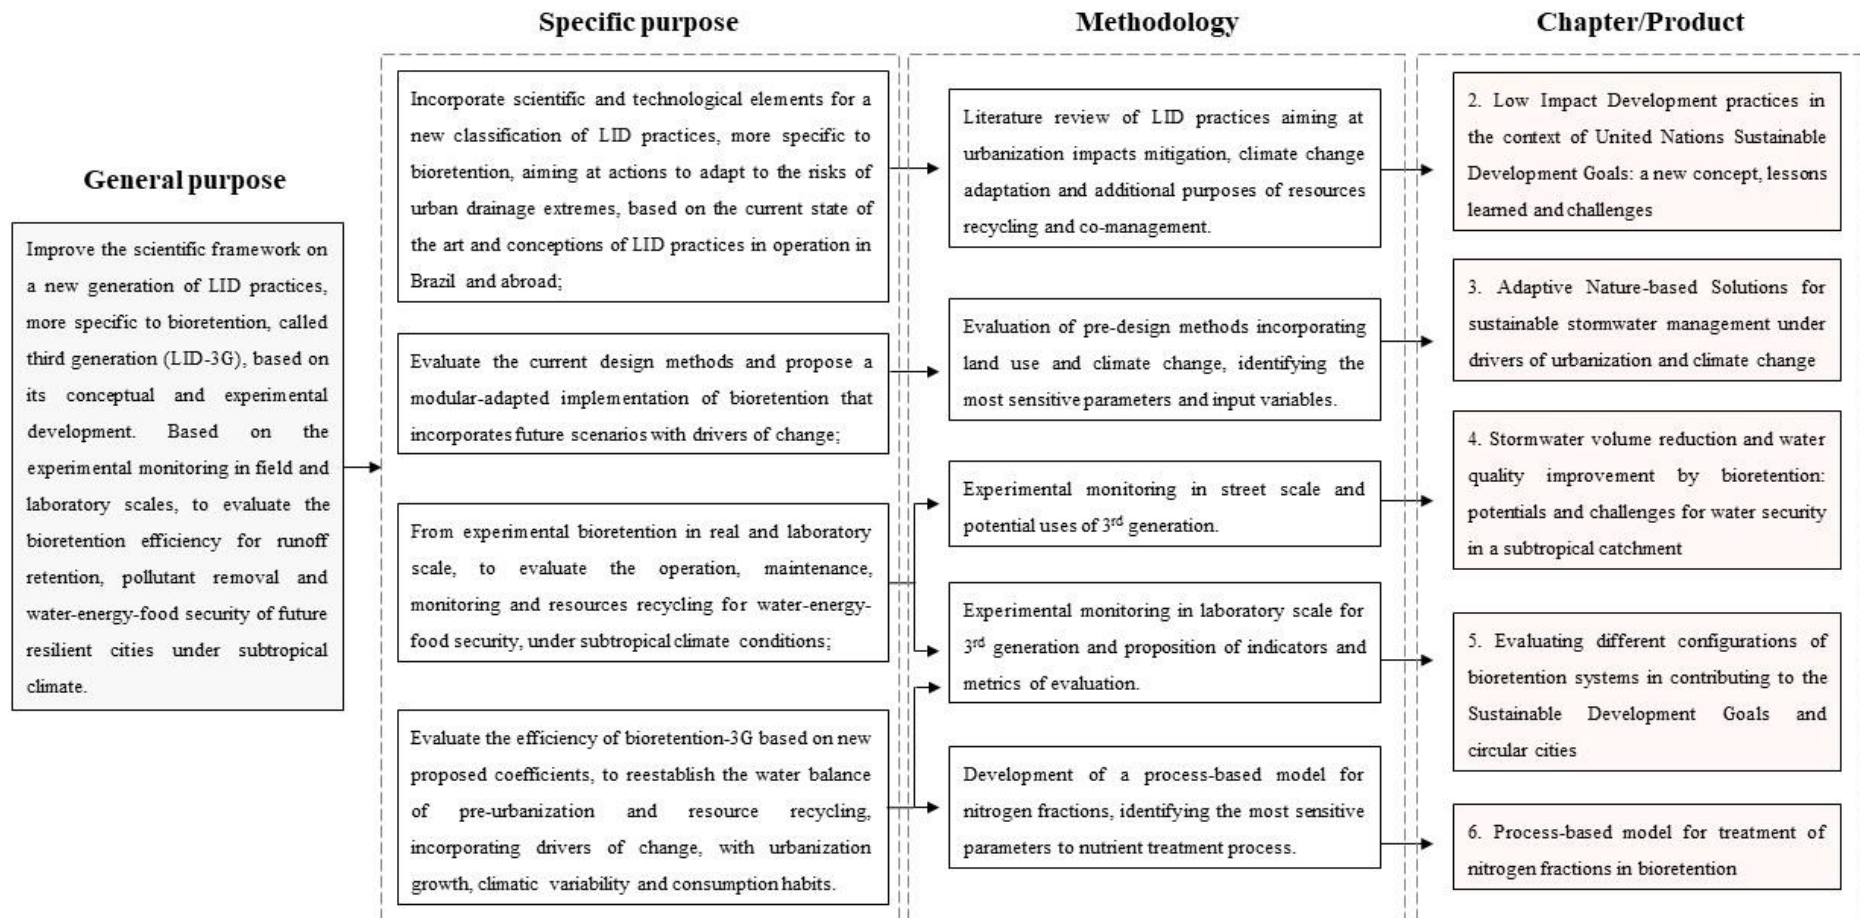 General purpose
Improve the scientific framework on
a new generation of LID practices,
more specific to bioretention, called
third generation (LID-3G), based on
its conceptual and experimental
development. Based on the
experimental monitoring in field and
laboratory scales, to evaluate the
bioretention efficiency for runoff
retention, pollutant removal and
water-energy-food security of future
resilient cities under subtropical
climate.
Specific purpose
Incorporate scientific and technological elements for a
new classification of LID practices, more specific to
bioretention, aiming at actions to adapt to the risks of
urban drainage extremes, based on the current state of
the art and conceptions of LID practices in operation in
Brazil and abroad;
Evaluate the current design methods and propose a
modular-adapted implementation of bioretention that
incorporates future scenarios with drivers of change;
From experimental bioretention in real and laboratory
scale, to evaluate the operation, maintenance,
monitoring and resources recycling for water-energy-
food security, under subtropical climate conditions;
Evaluate the efficiency of bioretention-3G based on new
proposed coefficients, to reestablish the water balance
of pre-urbanization and resource recycling,
incorporating drivers of change, with urbanization
growth, climatic variability and consumption habits.
Methodology
Literature review of LID practices aiming at
urbanization impacts mitigation, climate change
adaptation and additional purposes of resources
recycling and co-management.
Evaluation of pre-design methods incorporating
land use and climate change, identifying the
most sensitive parameters and input variables.
Experimental monitoring in street scale and
potential uses of 3rd generation.
Experimental monitoring in laboratory scale for
3rd generation and proposition of indicators and
metrics of evaluation.
Development of a process-based model for
nitrogen fractions, identifying the most sensitive
parameters to nutrient treatment process.
Chapter/Product
2. Low Impact Development practices in
the context of United Nations Sustainable
Development Goals: a new concept, lessons
learned and challenges
3. Adaptive Nature-based Solutions for
sustainable stormwater management under
drivers of urbanization and climate change
4. Stormwater volume reduction and water
quality improvement by bioretention:
potentials and challenges for water security
in a subtropical catchment
5. Evaluating different configurations of
bioretention systems in contributing to the
Sustainable Development Goals and
circular cities
6. Process-based model for treatment of
nitrogen fractions in bioretention